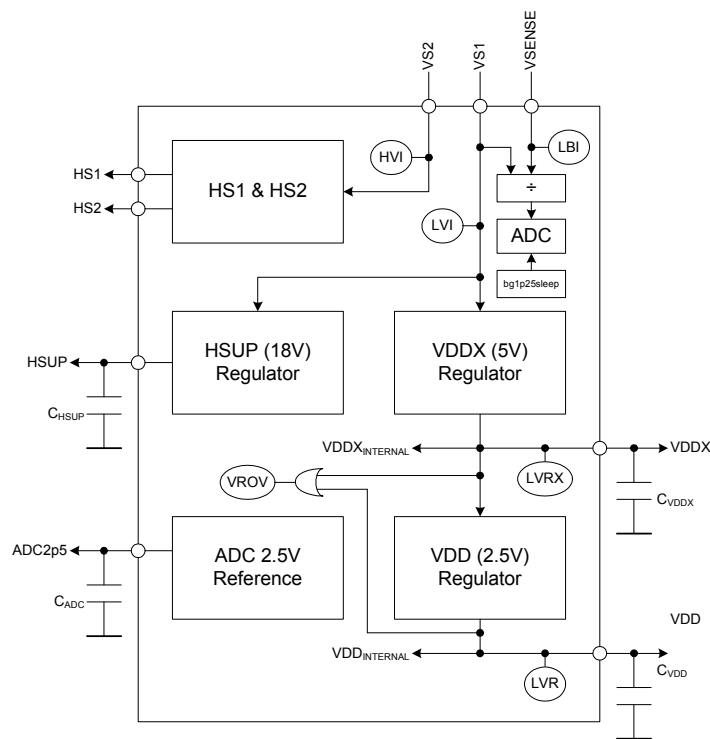 VS2
VS1
VSENSE
HVI
LBI
HS1
HS2
HS1 & HS2
÷
LVI
ADC
bg1p25sleep
HSUP (18V)
Regulator
VDDX (5V)
Regulator
HSUP
CHSUP
VDDXINTERNAL
VDDX
VROV
LVRX
CVDDX
ADC2p5
ADC 2.5V
Reference
VDD (2.5V)
Regulator
CADC
VDD
VDDINTERNAL
LVR
CVDD